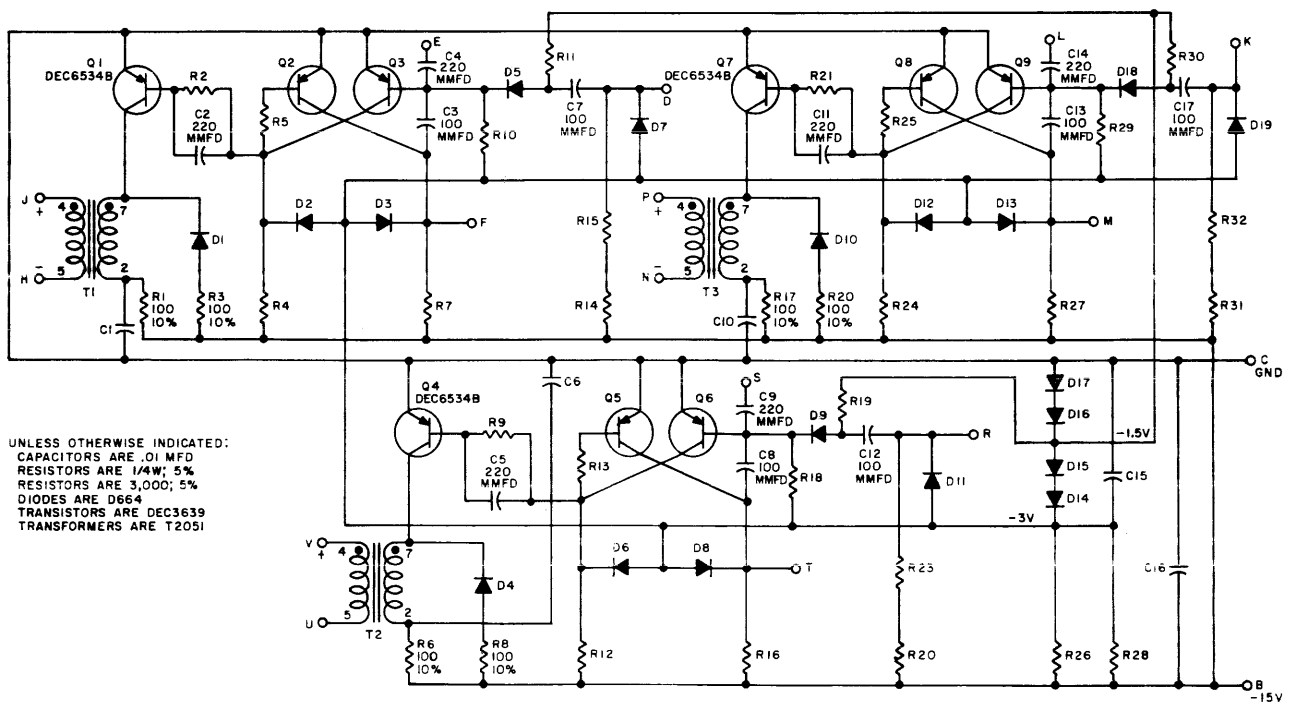 E
L
K
Q1
DEC6534B
R2
C2
220
MMFD
Q2
Q3
R5
C4
220
MMFD
C3
100
MMFD
D5
R10
R11
C7
100
MMFD
D7
D
Q7
DEC6534B
R21
C11
220
MMFD
Q8
Q9
R25
C14
220
MMFD
C13
100
MMFD
D18
R29
R30
C17
100
MMFD
D19
J
+
4
7
H
-
5
2
T1
D1
R1
100
10%
R3
100
10%
C1
D2
D3
F
R4
R7
R15
R14
P
+
4
7
N
-
5
2
T3
D10
R17
100
10%
R20
100
10%
C10
D12
D13
M
R24
R27
R32
R31
C
GND
Q4
DEC6534B
R9
C5
220
MMFD
C6
Q5
Q6
R13
S
C9
220
MMFD
C8
100
MMFD
D9
R18
R19
C12
100
MMFD
D11
R
D17
D16
-1.5V
D15
D14
-3V
C15
C16
UNLESS OTHERWISE INDICATED:
CAPACITORS ARE .01 MFD
RESISTORS ARE 1/4W; 5%
RESISTORS ARE 3,000; 5%
DIODES ARE D664
TRANSISTORS ARE DEC3639
TRANSFORMERS ARE T2051
V
+
4
7
U
5
2
T2
D4
R6
100
10%
R8
100
10%
D6
D8
T
R12
R16
R23
R20
R26
R28
B
-15V